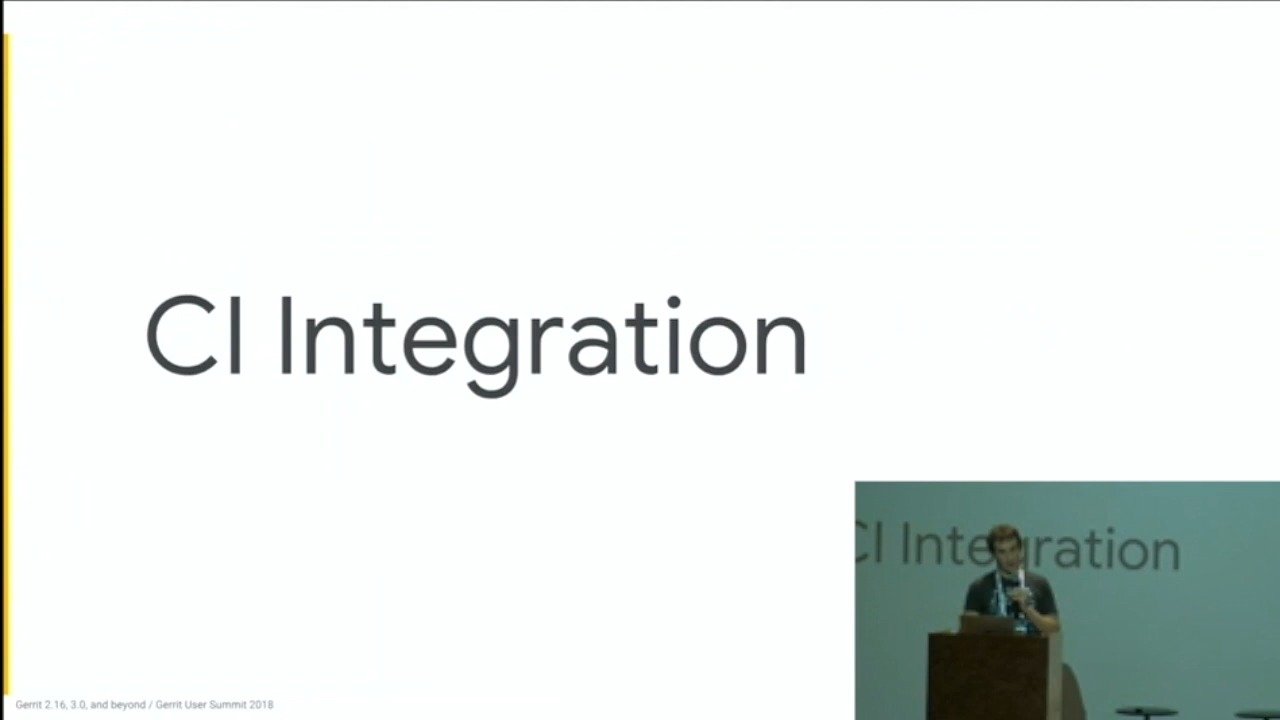 CI Integration
CI Integration
Gerrit 2.16, 3.0, and beyond / Gerrit User Summit 2018